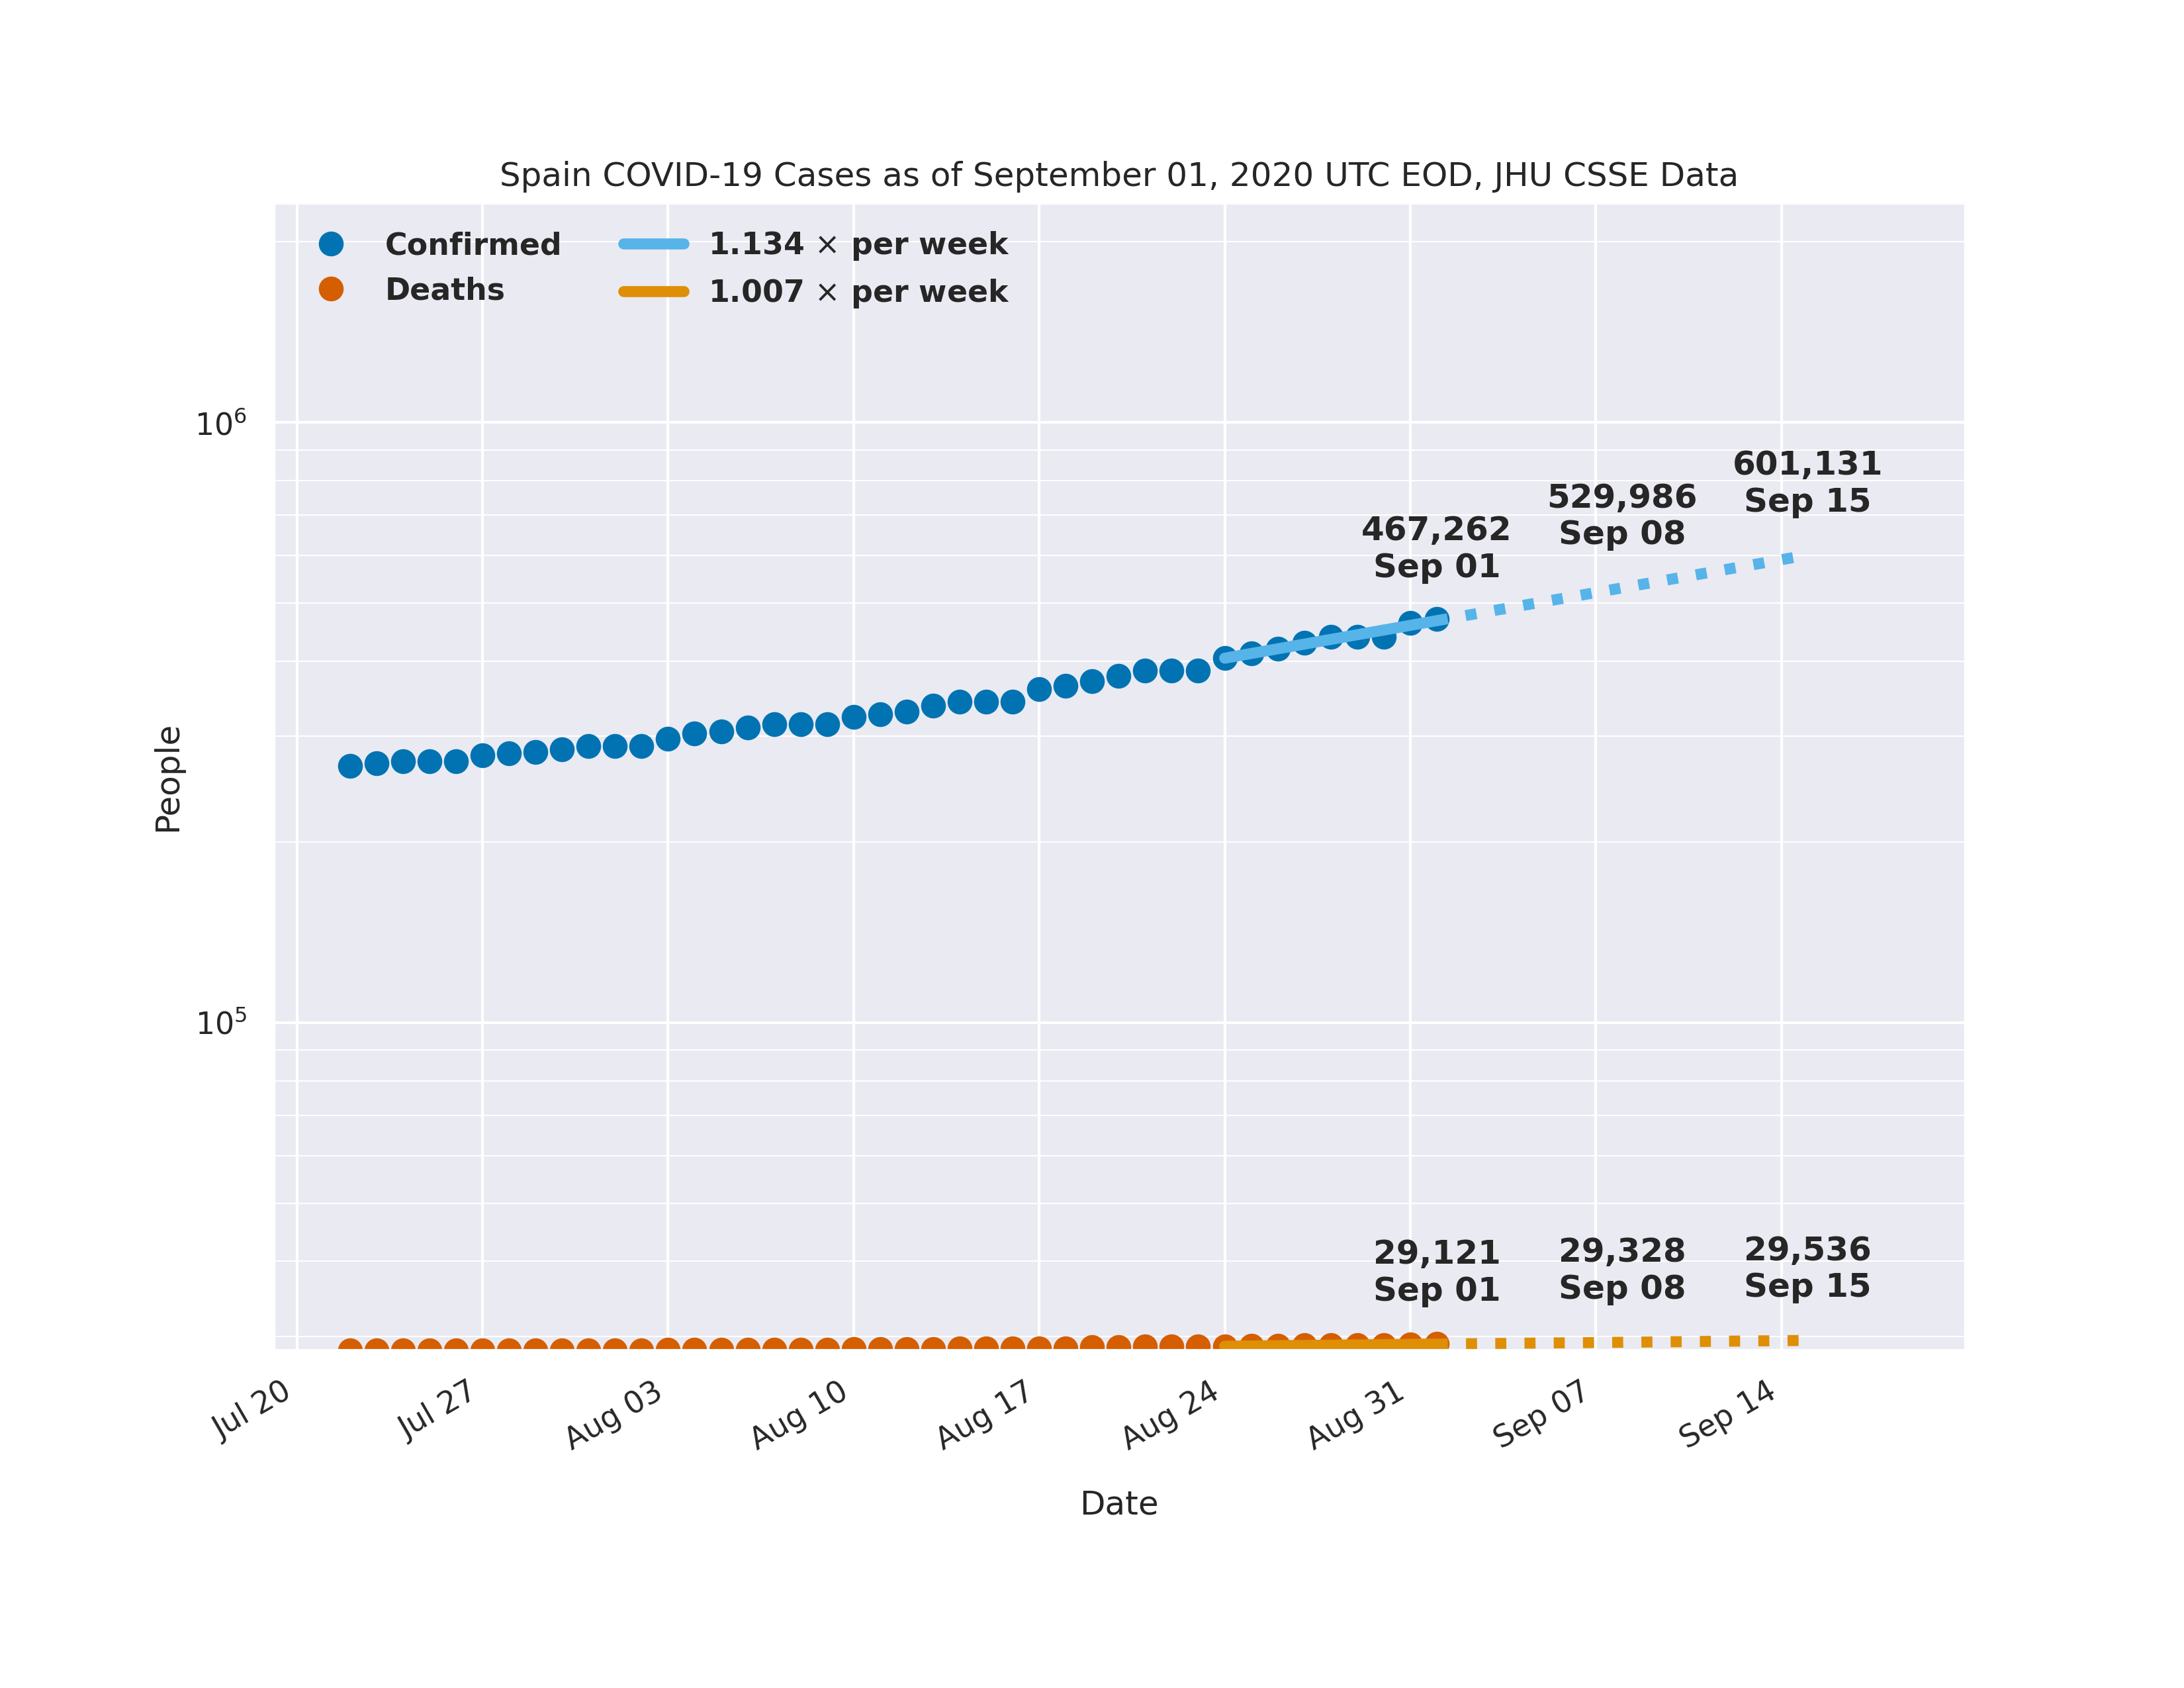 Spain COVID-19 Cases as of September 01, 2020 UTC EOD, JHU CSSE Data
Confirmed
Deaths
1.134 × per week
1.007 × per week
People
10⁶
10⁵
467,262
Sep 01
529,986
Sep 08
601,131
Sep 15
29,121
Sep 01
29,328
Sep 08
29,536
Sep 15
Jul 20
Jul 27
Aug 03
Aug 10
Aug 17
Aug 24
Aug 31
Sep 07
Sep 14
Date